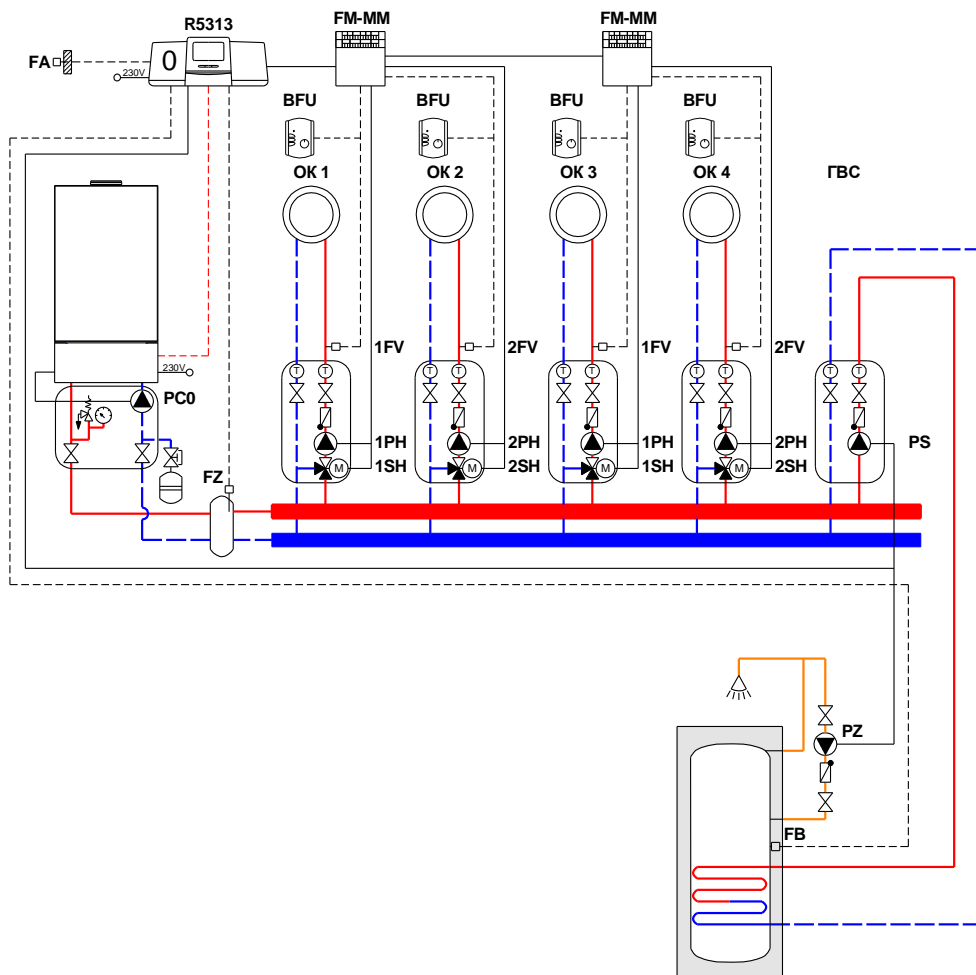 R5313
FM-MM
FM-MM
FA
0
230V
BFU
BFU
BFU
BFU
ОК 1
ОК 2
ОК 3
ОК 4
ГВС
1FV
2FV
1FV
2FV
230V
T
T
T
T
T
T
T
T
T
T
PC0
1PH
2PH
1PH
2PH
PS
1SH
2SH
1SH
2SH
M
M
M
M
FZ
PZ
FB